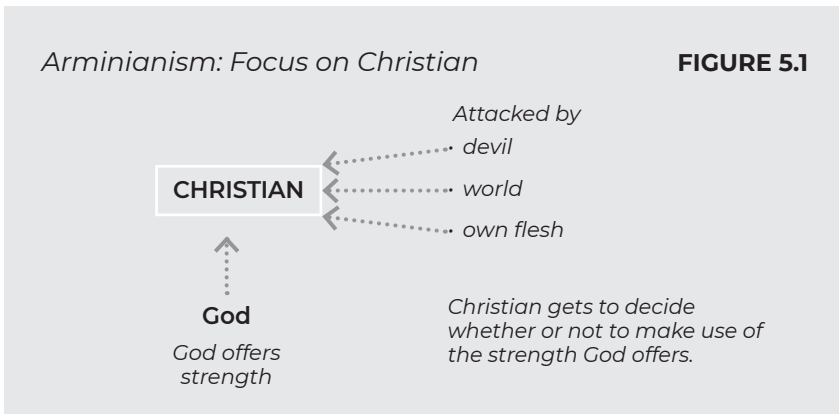 Arminianism: Focus on Christian
FIGURE 5.1
Attacked by
· devil
CHRISTIAN
· world
· own flesh
God
God offers
strength
Christian gets to decide
whether or not to make use of
the strength God offers.